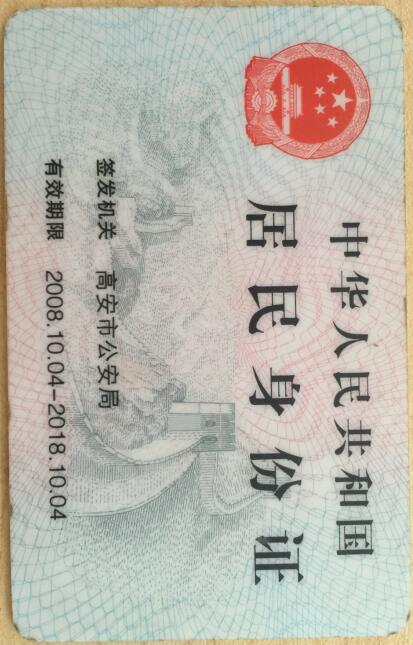 中华人民共和国
居民身份证
签发机关 高安市公安局
有效期限 2008.10.04-2018.10.04